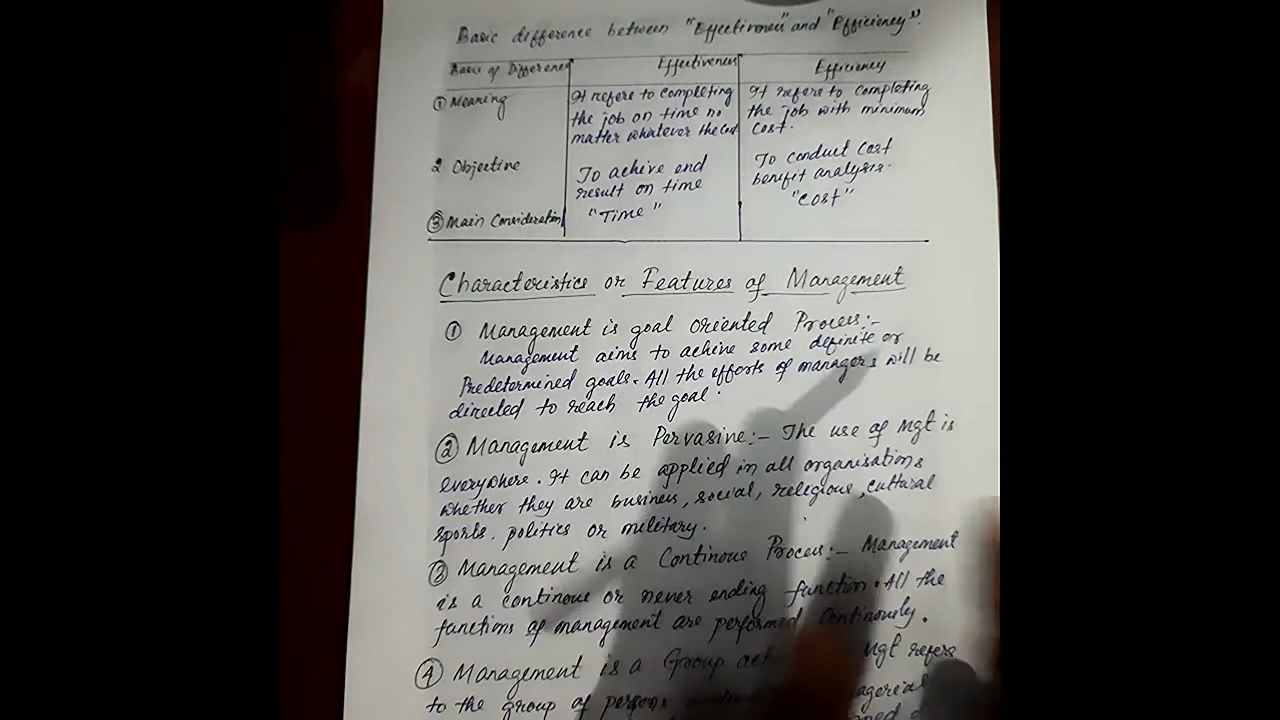 Basic difference between "Effectiveness" and "Efficiency".
Basis of Difference Effectiveness Efficiency
① Meaning
It refers to completing
the job on time no
matter whatever the cost
It refers to completing
the job with minimum
cost.
2 Objective
To achive end
result on time
To conduct cost
benifit analysis.
③ Main Consideration
"Time"
"Cost"
Characteristics or Features of Management
① Management is goal oriented Process:-
Management aims to achive some definite or
Predetermined goals. All the efforts of managers will be
directed to reach the goal.
② Management is Pervasive:- The use of Mgt is
everywhere. It can be applied in all organisations
whether they are business, social, religious, cultural
sports, politics or military.
③ Management is a Continous Process:- Management
is a continous or never ending function. All the
functions of management are performed Continously.
④ Management is a Group Mgt refers
to the group of persons